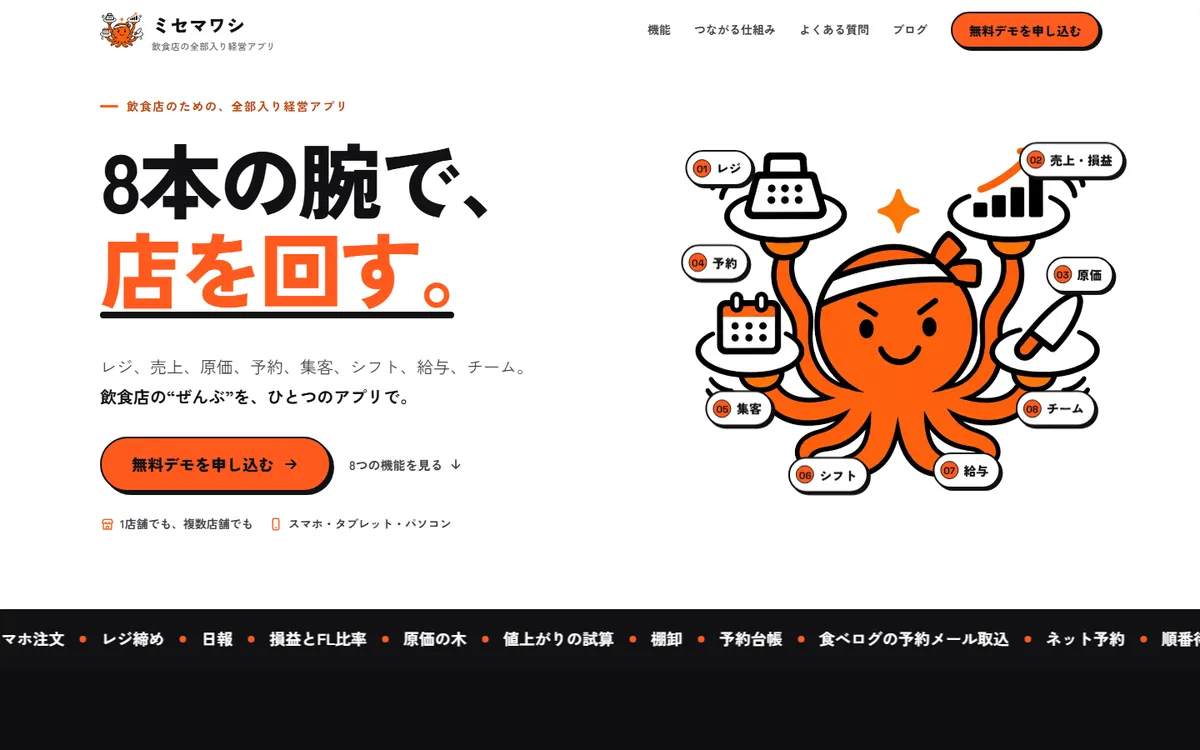 ミセマワシ
飲食店の全部入り経営アプリ
機能
つながる仕組み
よくある質問
ブログ
無料デモを申し込む
飲食店のための、全部入り経営アプリ
8本の腕で、
店を回す。
レジ、売上、原価、予約、集客、シフト、給与、チーム。
飲食店の“ぜんぶ”を、ひとつのアプリで。
無料デモを申し込む →
8つの機能を見る ↓
1店舗でも、複数店舗でも
スマホ・タブレット・パソコン
01 レジ
02 売上・損益
04 予約
03 原価
05 集客
08 チーム
06 シフト
07 給与
マホ注文 ● レジ締め ● 日報 ● 損益とFL比率 ● 原価の木 ● 値上がりの試算 ● 棚卸 ● 予約台帳 ● 食べログの予約メール取込 ● ネット予約 ● 順番